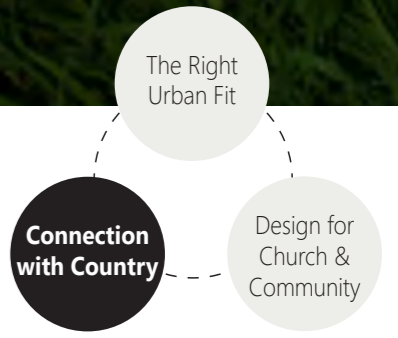 The Right
Urban Fit
Connection
with Country
Design for
Church &
Community